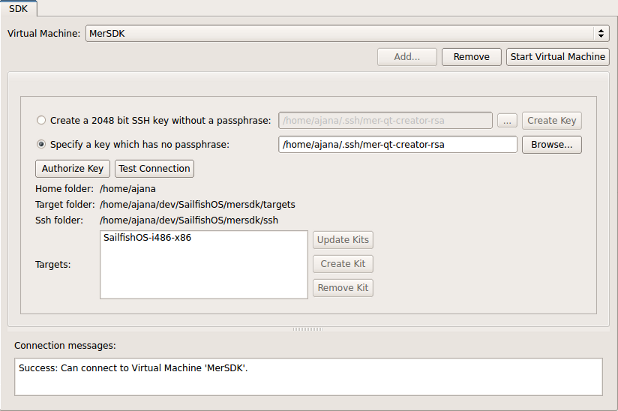 SDK
Virtual Machine: MerSDK
Add... Remove Start Virtual Machine
Create a 2048 bit SSH key without a passphrase: /home/ajana/.ssh/mer-qt-creator-rsa ... Create Key
Specify a key which has no passphrase: /home/ajana/.ssh/mer-qt-creator-rsa Browse...
Authorize Key Test Connection
Home folder: /home/ajana
Target folder: /home/ajana/dev/SailfishOS/mersdk/targets
Ssh folder: /home/ajana/dev/SailfishOS/mersdk/ssh
SailfishOS-i486-x86 Update Kits
Targets: Create Kit
Remove Kit
Connection messages:
Success: Can connect to Virtual Machine 'MerSDK'.